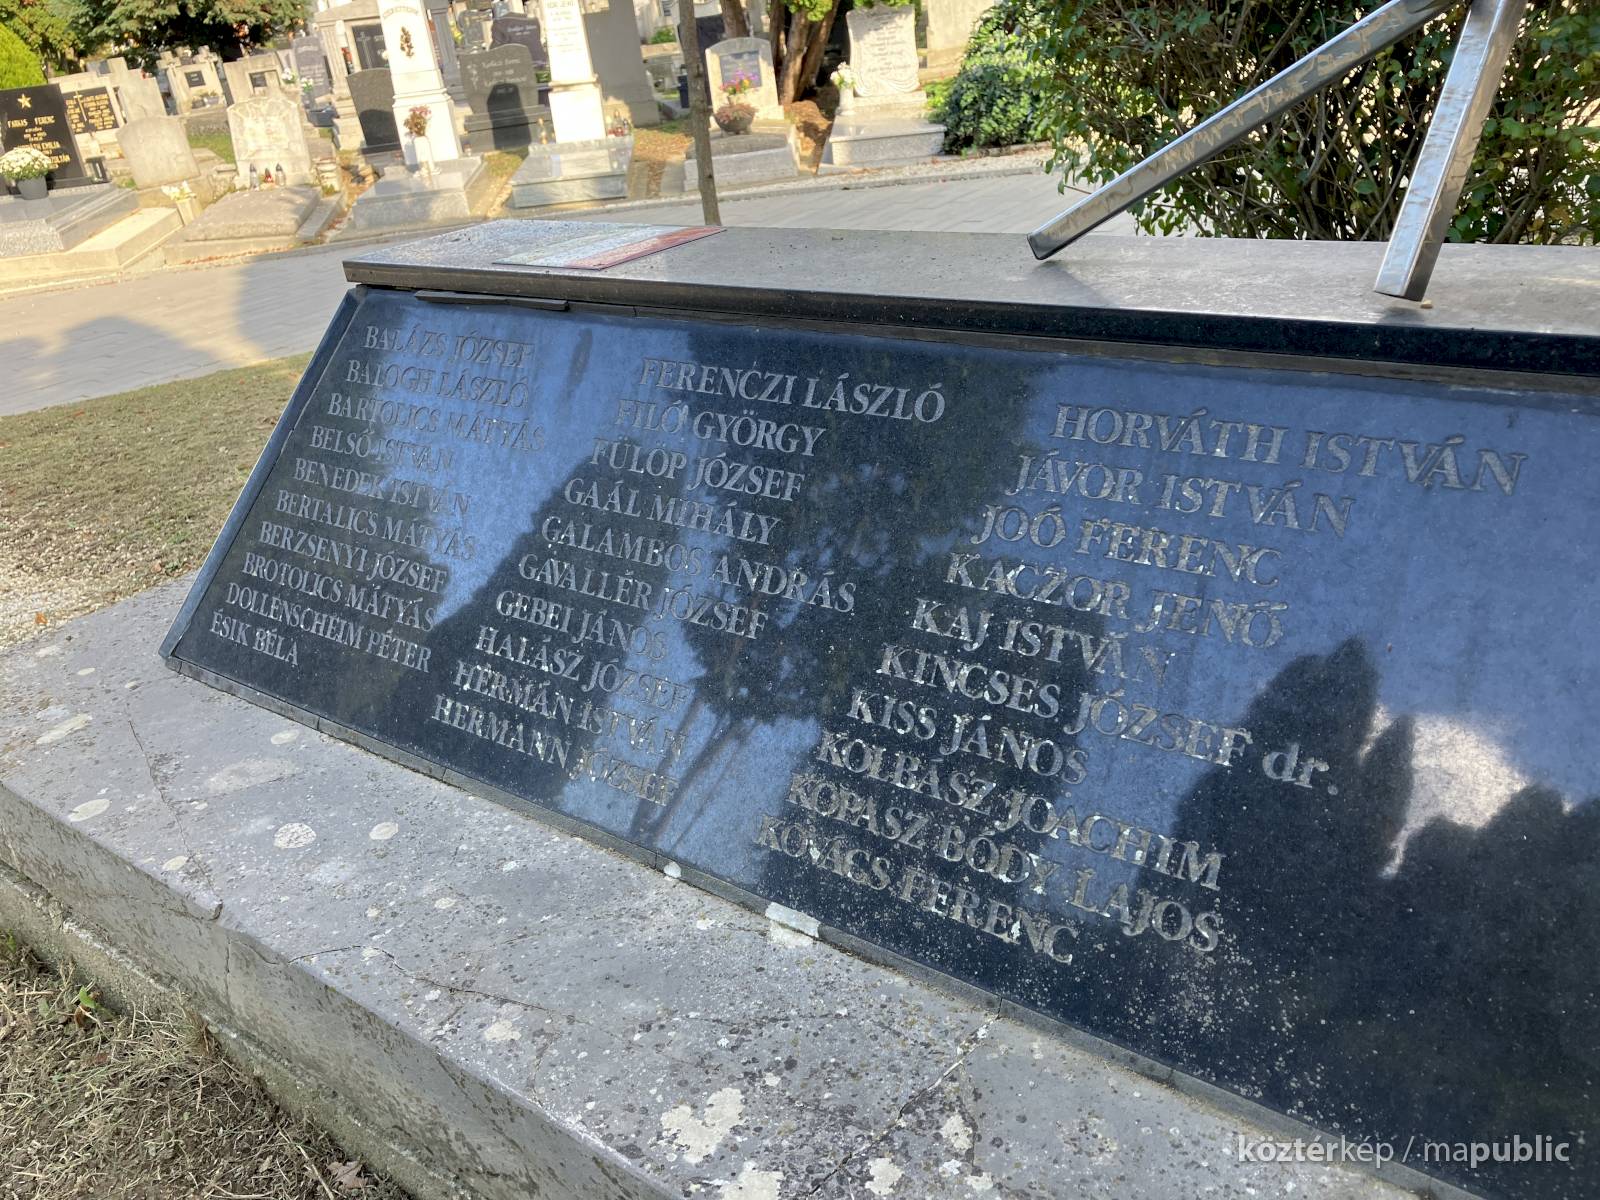 BALÁZS JÓZSEF
BALOGH LÁSZLÓ
BARTOLICS MÁTYÁS
BELSŐ ISTVÁN
BENEDEK ISTVÁN
BERTALICS MÁTYÁS
BERZSENYI JÓZSEF
BROTOLICS MÁTYÁS
DOLLENSCHEIM PÉTER
ÉSIK BÉLA
FERENCZI LÁSZLÓ
FILÓ GYÖRGY
FÜLÖP JÓZSEF
GAÁL MIHÁLY
GALAMBOS ANDRÁS
GAVALLÉR JÓZSEF
GEBEI JÁNOS
HALÁSZ JÓZSEF
HERMÁN ISTVÁN
HERMANN JÓZSEF
HORVÁTH ISTVÁN
JÁVOR ISTVÁN
JOÓ FERENC
KACZOR JENŐ
KAJ ISTVÁN
KINCSES JÓZSEF dr.
KISS JÁNOS
KOLBÁSZ JOACHIM
KOPASZ BÓDY LAJOS
KOVÁCS FERENC
FARKAS FERENC
köztérkép / mapublic